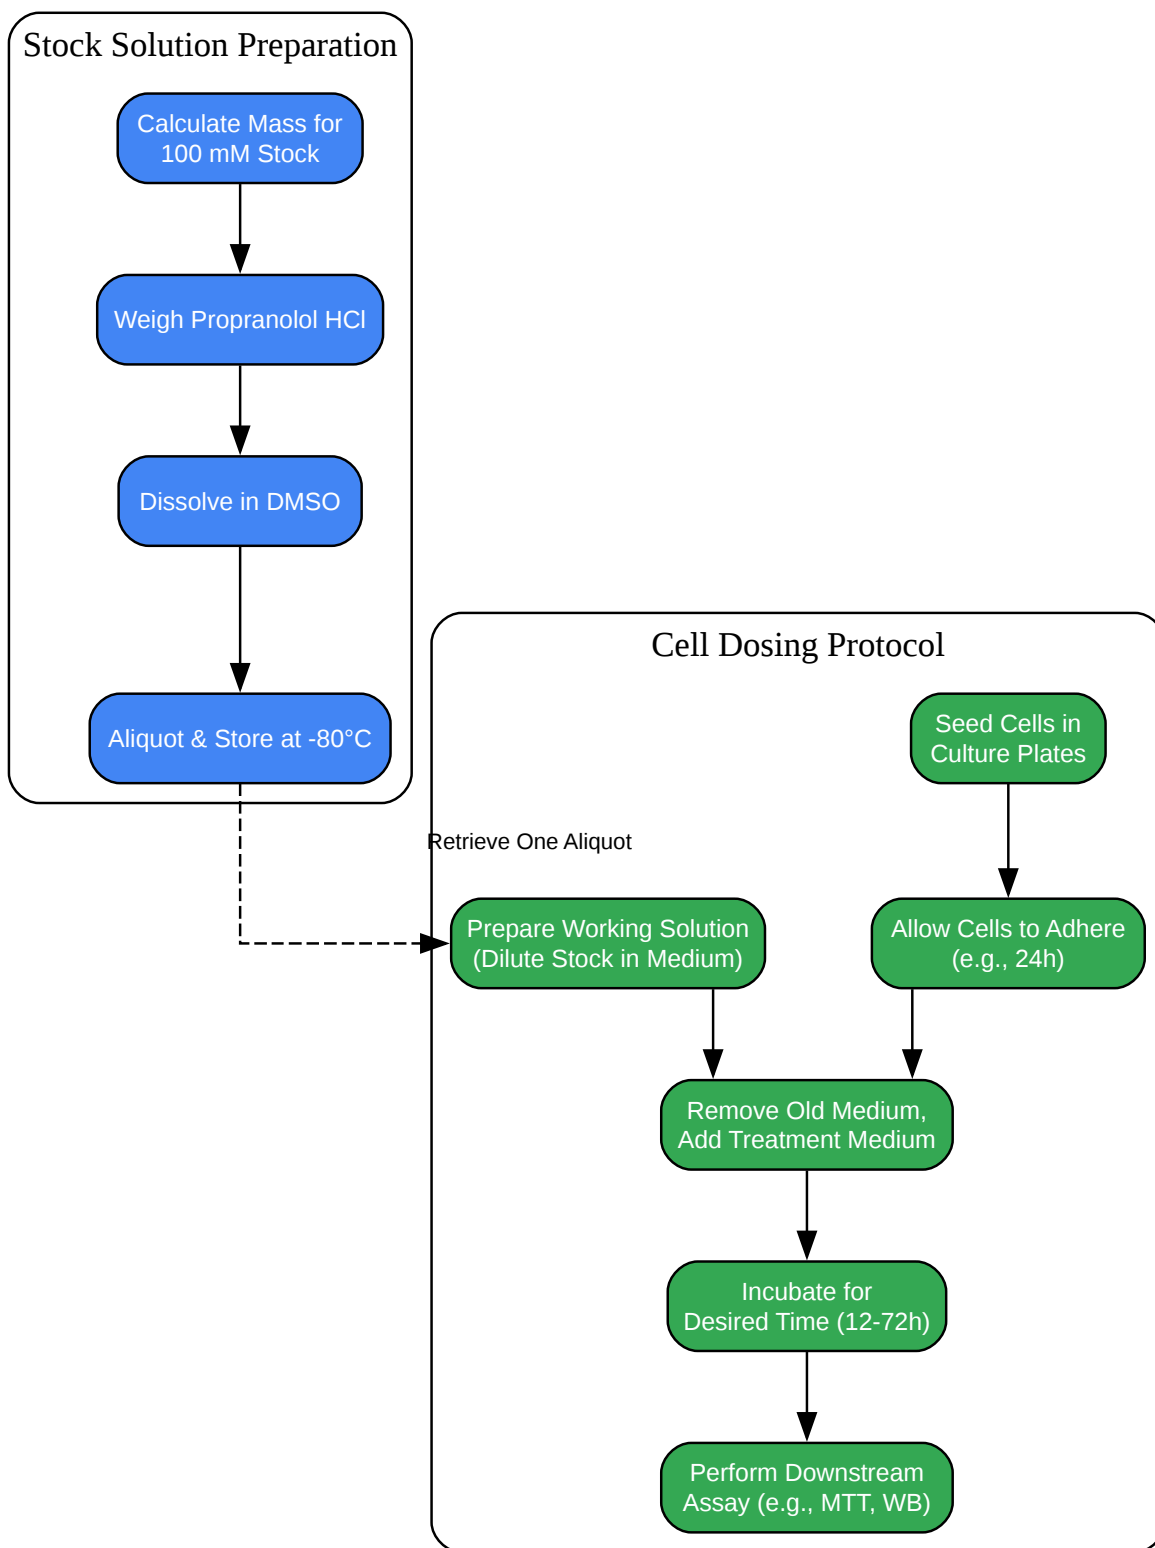 Stock Solution Preparation
Calculate Mass for
100 mM Stock
Weigh Propranolol HCl
Dissolve in DMSO
Aliquot & Store at -80°C
Retrieve One Aliquot
Cell Dosing Protocol
Seed Cells in
Culture Plates
Prepare Working Solution
(Dilute Stock in Medium)
Allow Cells to Adhere
(e.g., 24h)
Remove Old Medium,
Add Treatment Medium
Incubate for
Desired Time (12-72h)
Perform Downstream
Assay (e.g., MTT, WB)